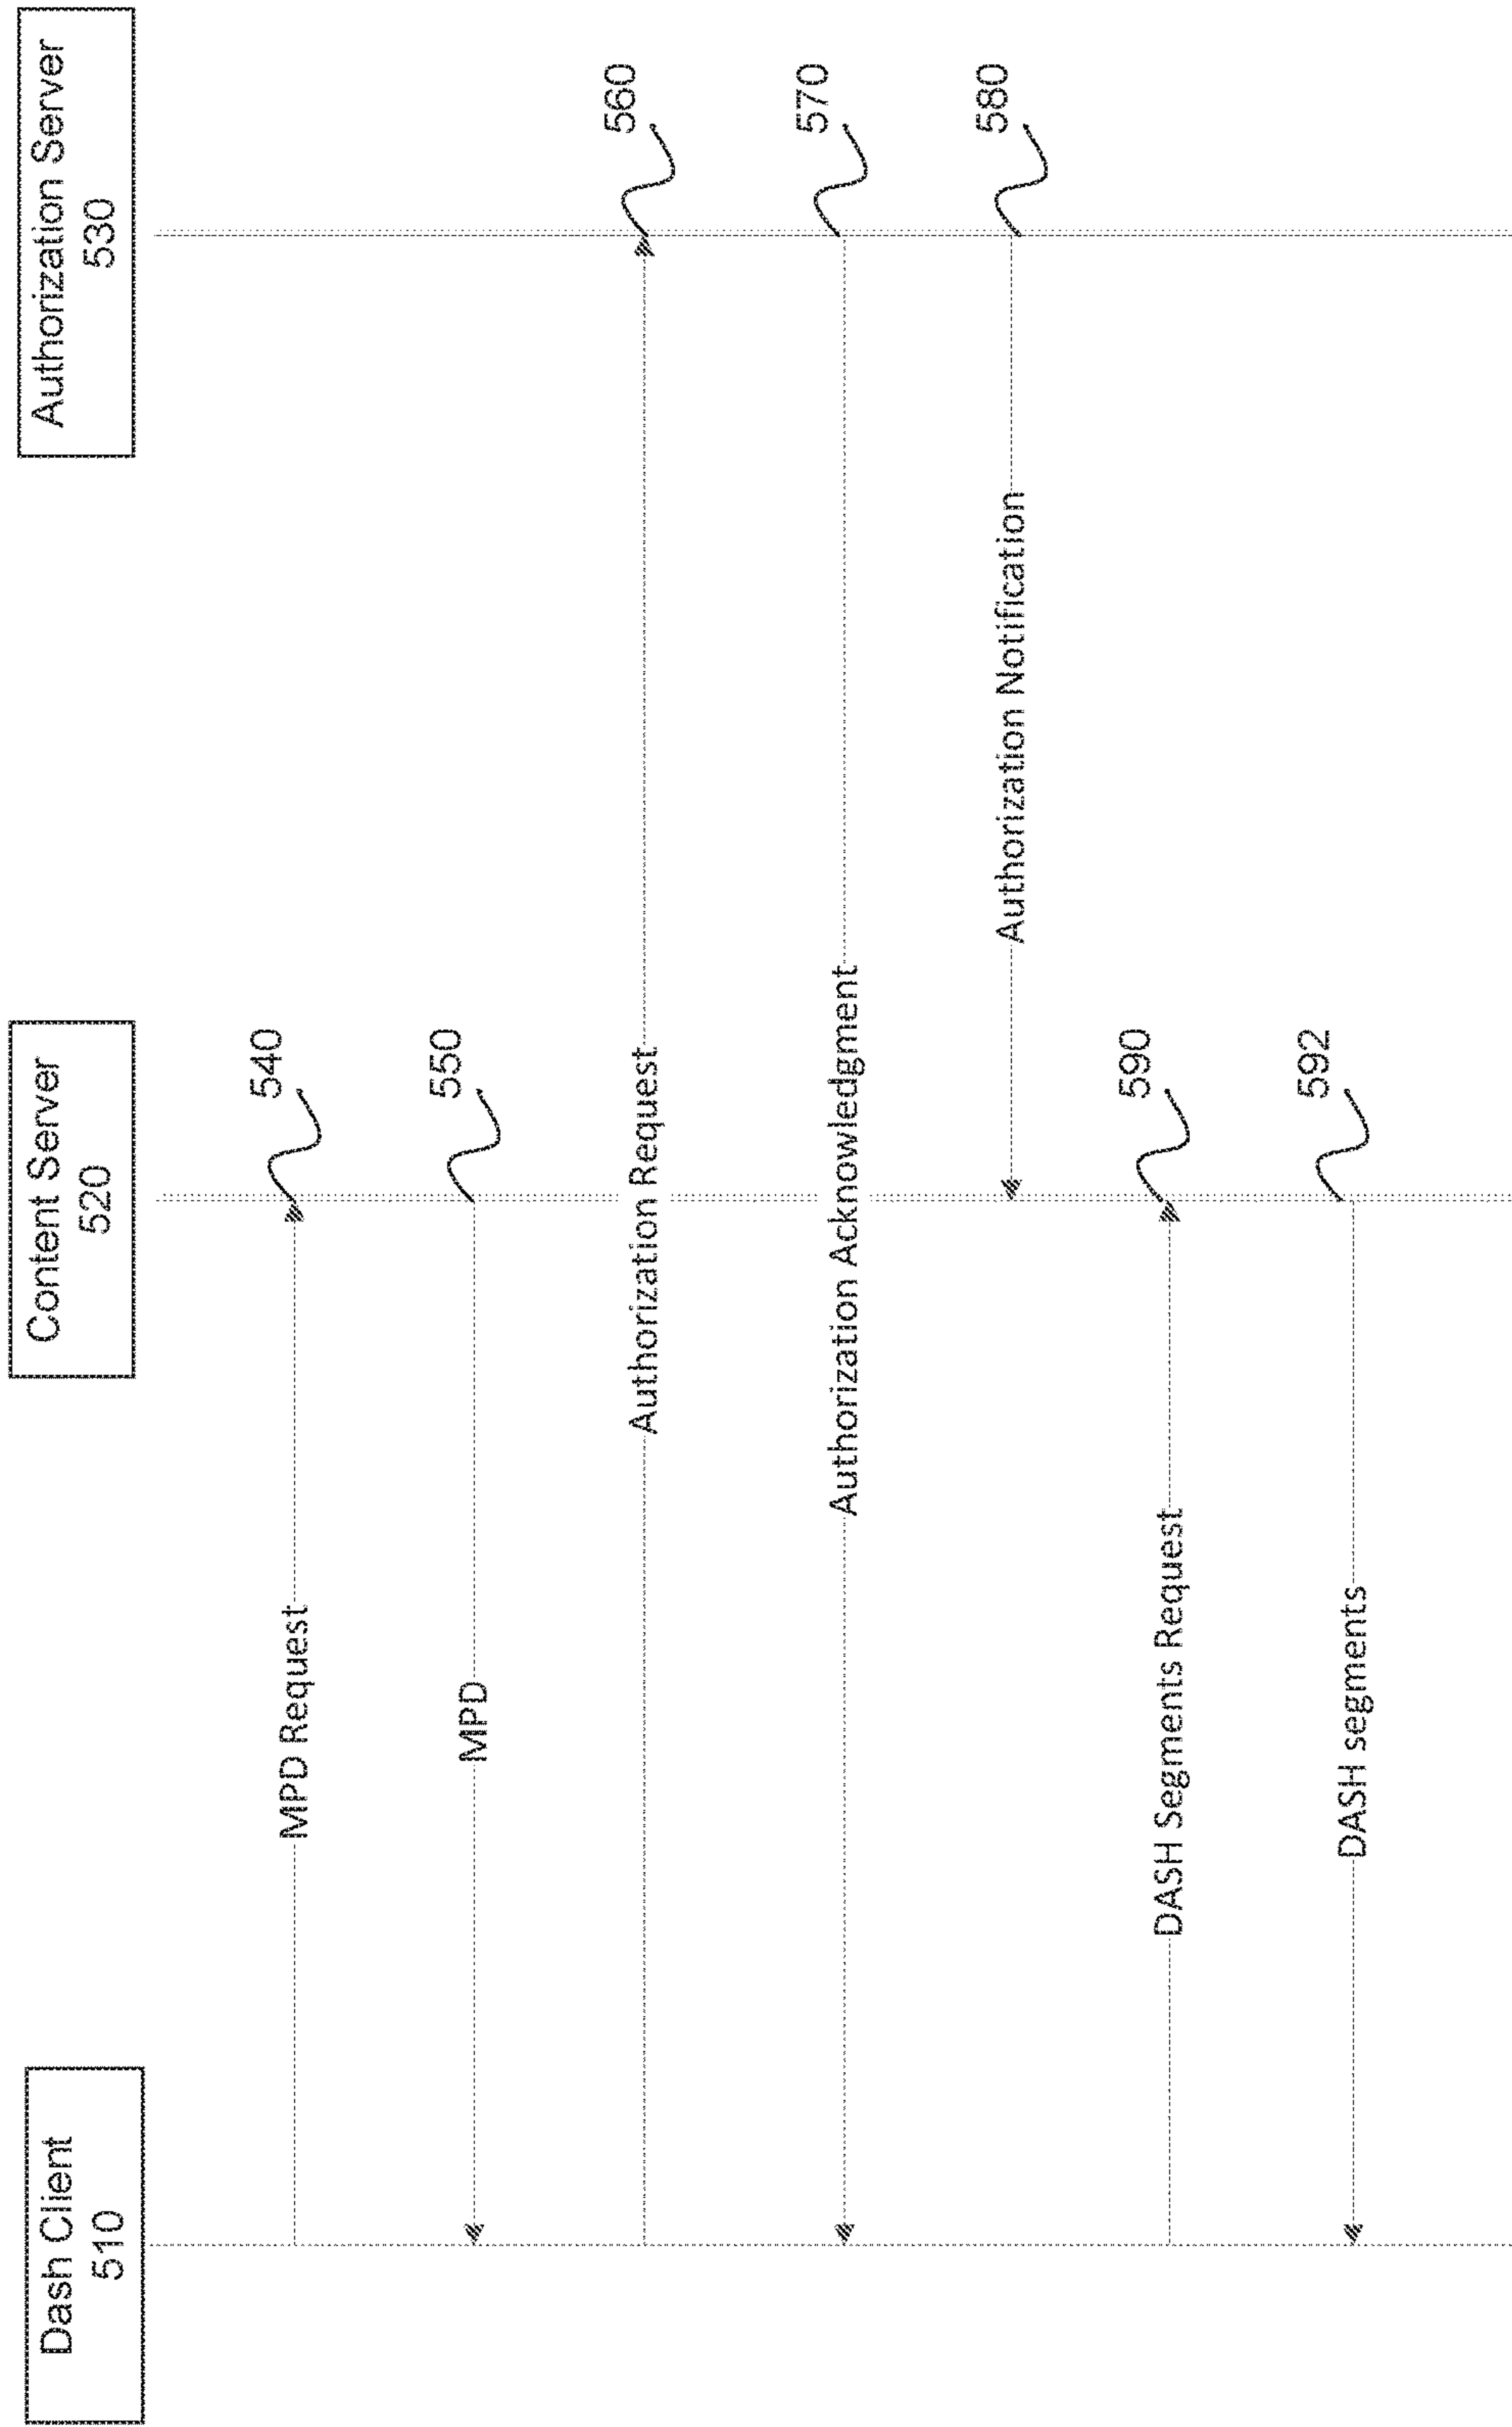 Dash Client
510
Content Server
520
Authorization Server
530
MPD Request
540
MPD
550
Authorization Request
560
Authorization Acknowledgment
570
Authorization Notification
580
DASH Segments Request
590
DASH segments
592